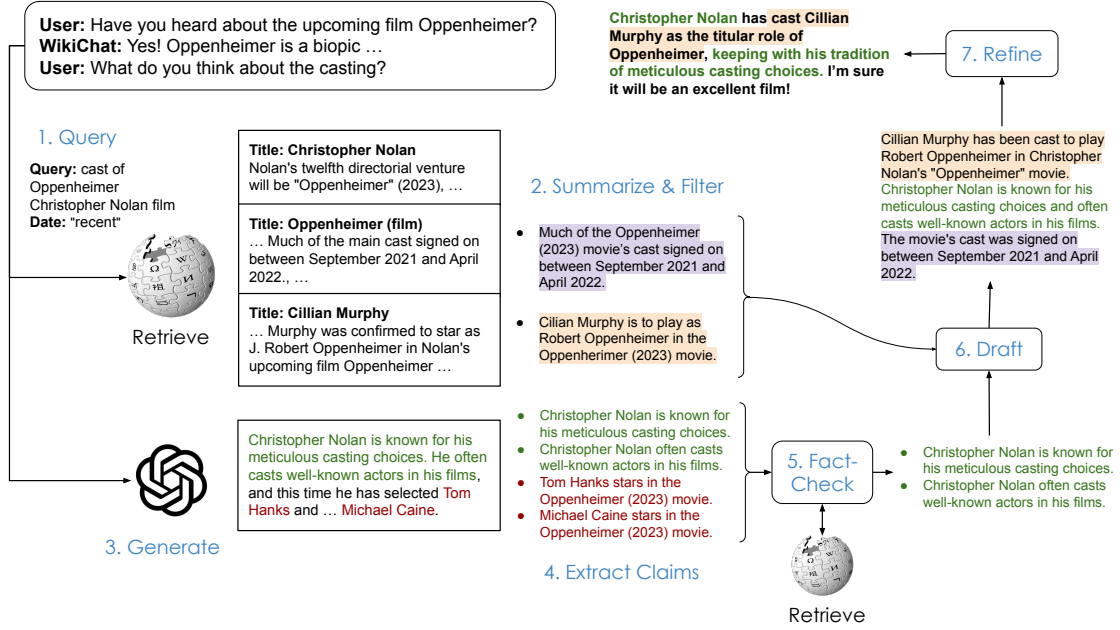 User: Have you heard about the upcoming film Oppenheimer?
WikiChat: Yes! Oppenheimer is a biopic …
User: What do you think about the casting?
1. Query
Query: cast of
Oppenheimer
Christopher Nolan film
Date: "recent"
Retrieve
Title: Christopher Nolan
Nolan's twelfth directorial venture
will be "Oppenheimer" (2023), …
Title: Oppenheimer (film)
… Much of the main cast signed on
between September 2021 and April
2022., …
Title: Cillian Murphy
… Murphy was confirmed to star as
J. Robert Oppenheimer in Nolan's
upcoming film Oppenheimer …
2. Summarize & Filter
● Much of the Oppenheimer
(2023) movie's cast signed on
between September 2021 and
April 2022.
● Cilian Murphy is to play as
Robert Oppenheimer in the
Oppenherimer (2023) movie.
3. Generate
Christopher Nolan is known for his
meticulous casting choices. He often
casts well-known actors in his films,
and this time he has selected Tom
Hanks and … Michael Caine.
● Christopher Nolan is known for
his meticulous casting choices.
● Christopher Nolan often casts
well-known actors in his films.
● Tom Hanks stars in the
Oppenheimer (2023) movie.
● Michael Caine stars in the
Oppenheimer (2023) movie.
4. Extract Claims
5. Fact-
Check
Retrieve
● Christopher Nolan is known for
his meticulous casting choices.
● Christopher Nolan often casts
well-known actors in his films.
6. Draft
Cillian Murphy has been cast to play
Robert Oppenheimer in Christopher
Nolan's "Oppenheimer" movie.
Christopher Nolan is known for his
meticulous casting choices and often
casts well-known actors in his films.
The movie's cast was signed on
between September 2021 and April
2022.
7. Refine
Christopher Nolan has cast Cillian
Murphy as the titular role of
Oppenheimer, keeping with his tradition
of meticulous casting choices. I'm sure
it will be an excellent film!